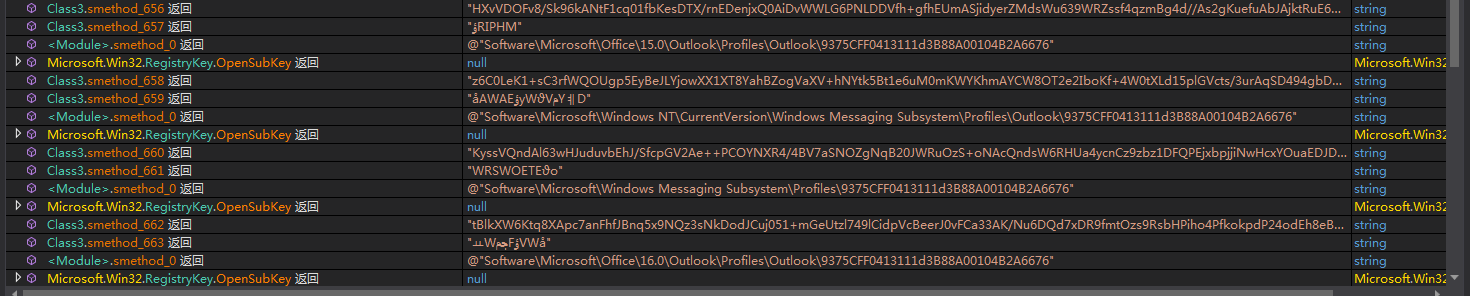 Class3.smethod_656 返回 "HXvVDOFv8/Sk96kANtF1cq01fbKesDTX/rnEDenjxQ0AiDvWWLG6PNLDDVfh+gfhEUmASjidyerZMdsWu639WRZssf4qzmBg4d//As2gKuefuAbJAjktRuE6... string
Class3.smethod_657 返回 string
<Module>.smethod_0 返回 @"Software\Microsoft\Office\15.0\Outlook\Profiles\Outlook\9375CFF0413111d3B88A00104B2A6676" string
Microsoft.Win32.RegistryKey.OpenSubKey 返回 null Microsoft.Win32
Class3.smethod_658 返回 "z6C0LeK1+sC3rfWQOUgp5EyBeJLYjowXX1XT8YahBZogVaXV+hNYtk5Bt1e6uM0mKWYKhmAYCW8OT2e2IboKf+4W0tXLd15plGVcts/3urAqSD494gbD... string
Class3.smethod_659 返回 string
<Module>.smethod_0 返回 @"Software\Microsoft\Windows NT\CurrentVersion\Windows Messaging Subsystem\Profiles\Outlook\9375CFF0413111d3B88A00104B2A6676" string
Microsoft.Win32.RegistryKey.OpenSubKey 返回 null Microsoft.Win32
Class3.smethod_660 返回 "KyssVQndAl63wHJuduvbEhJ/SfcpGV2Ae++PCOYNXR4/4BV7aSNOZgNqB20JWRuOzS+oNAcQndsW6RHUa4ycnCz9zbz1DFQPEjxbpjjiNwHcxYOuaEDJD... string
Class3.smethod_661 返回 "WRSWOETEϑo" string
<Module>.smethod_0 返回 @"Software\Microsoft\Windows Messaging Subsystem\Profiles\9375CFF0413111d3B88A00104B2A6676" string
Microsoft.Win32.RegistryKey.OpenSubKey 返回 null Microsoft.Win32
Class3.smethod_662 返回 "tBlkXW6Ktq8XApc7anFhfJBnq5x9NQz3sNkDodJCuj051+mGeUtzl749lCidpVcBeerJ0vFCa33AK/Nu6DQd7xDR9fmtOzs9RsbHPiho4PfkokpdP24odEh8eB... string
Class3.smethod_663 返回 string
<Module>.smethod_0 返回 @"Software\Microsoft\Office\16.0\Outlook\Profiles\Outlook\9375CFF0413111d3B88A00104B2A6676" string
Microsoft.Win32.RegistryKey.OpenSubKey 返回 null Microsoft.Win32